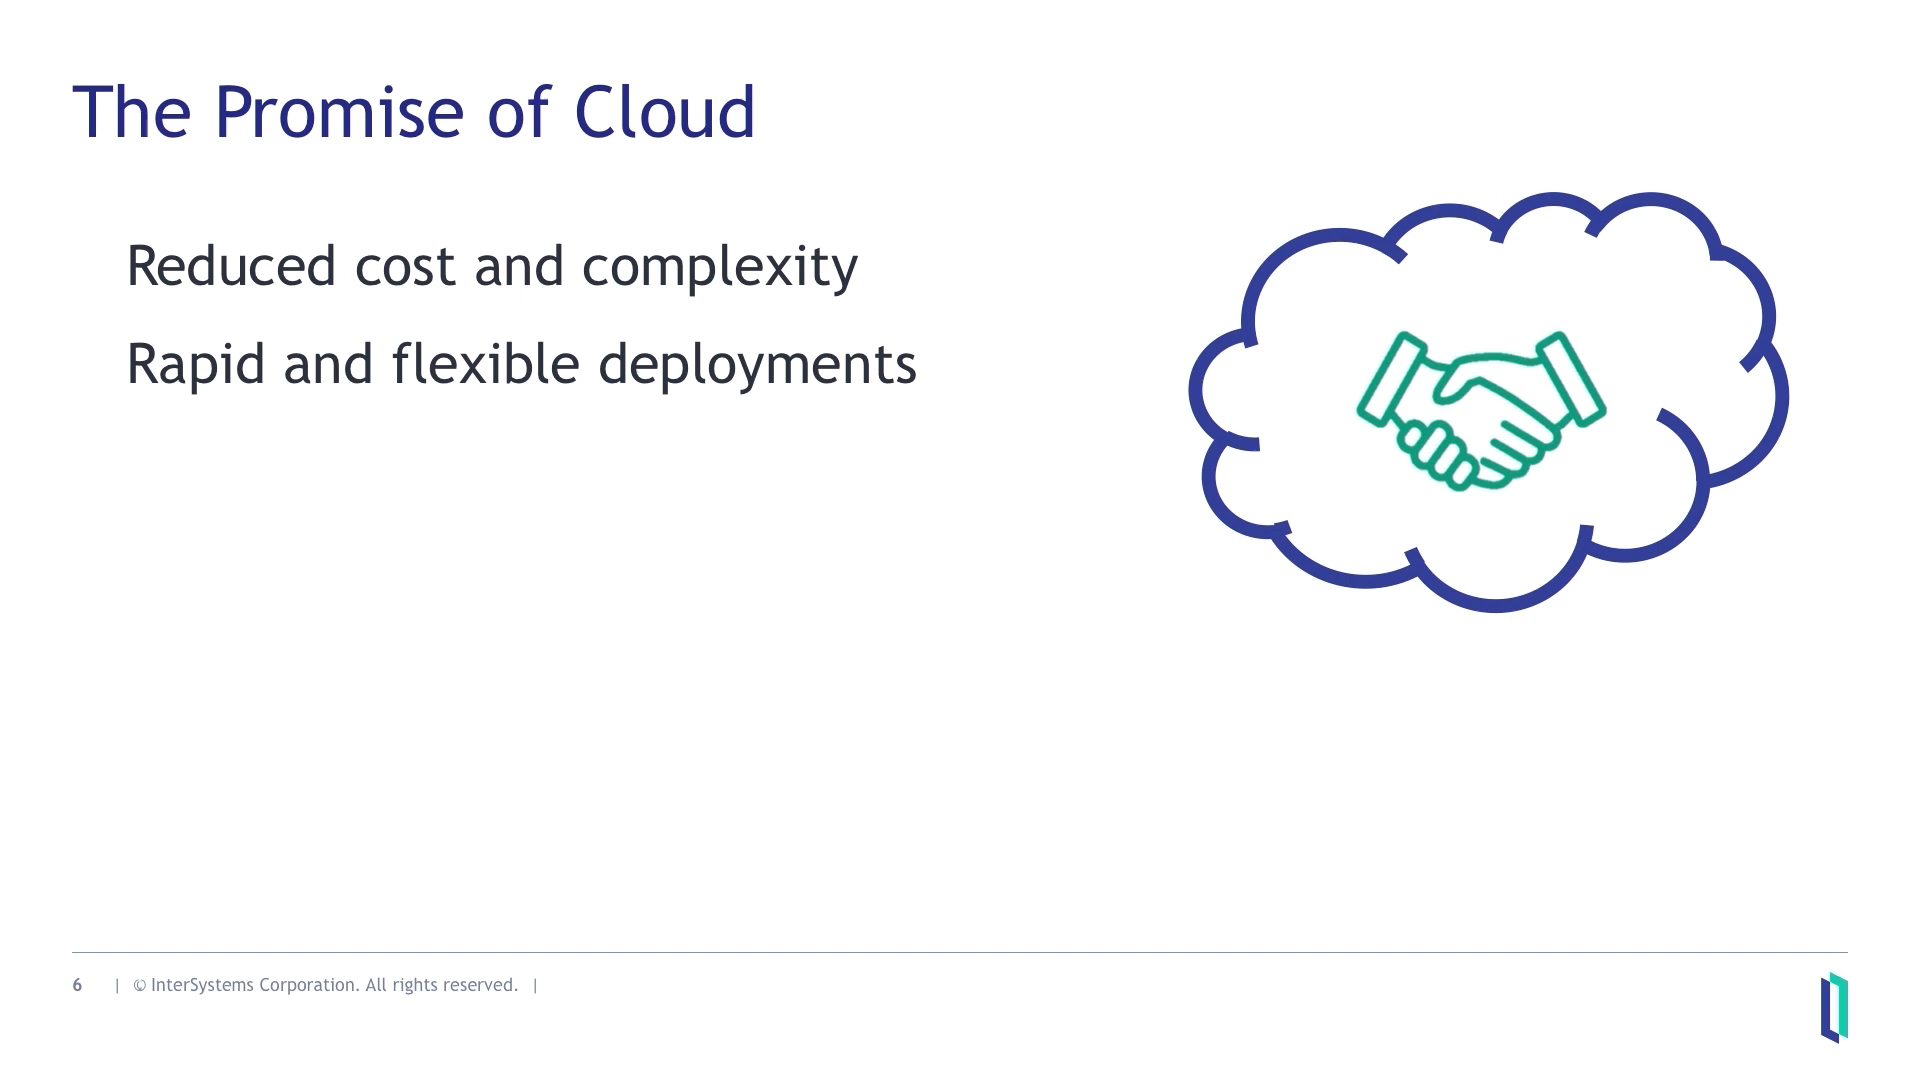 The Promise of Cloud
Reduced cost and complexity
Rapid and flexible deployments
6 | © InterSystems Corporation. All rights reserved. |